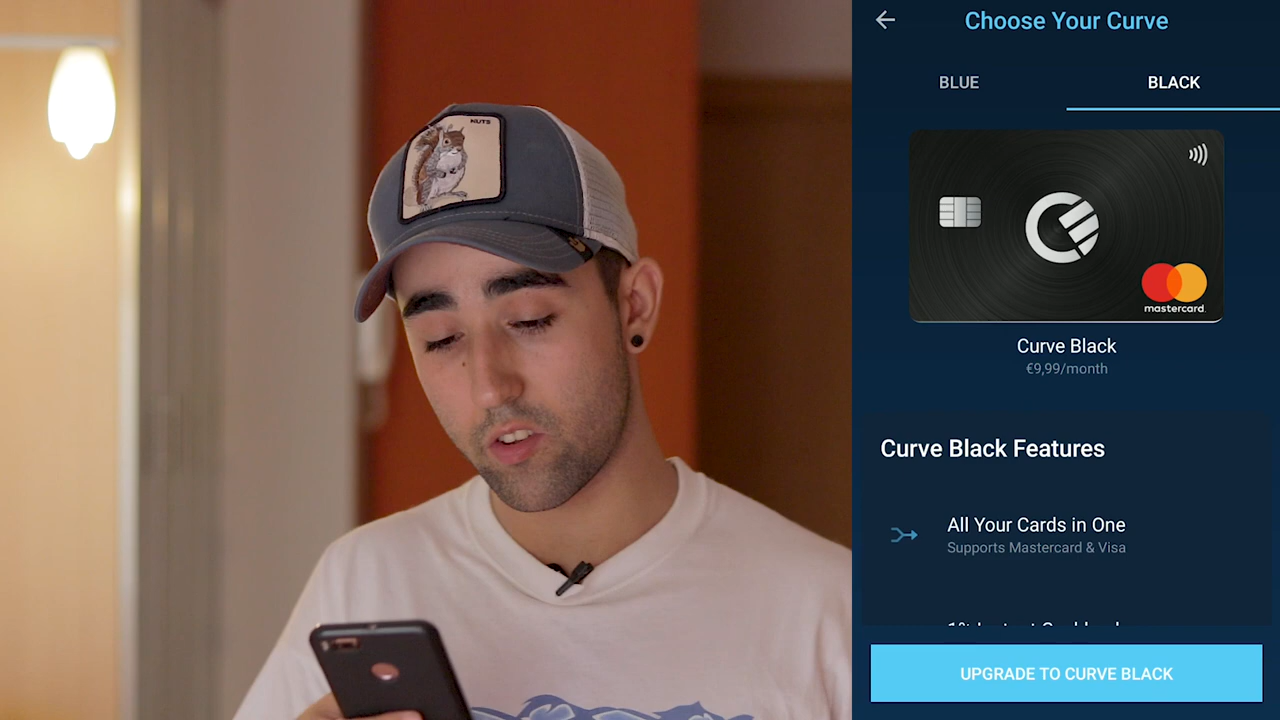 NUTS
Choose Your Curve
BLUE
BLACK
mastercard.
Curve Black
€9,99/month
Curve Black Features
All Your Cards in One
Supports Mastercard & Visa
UPGRADE TO CURVE BLACK